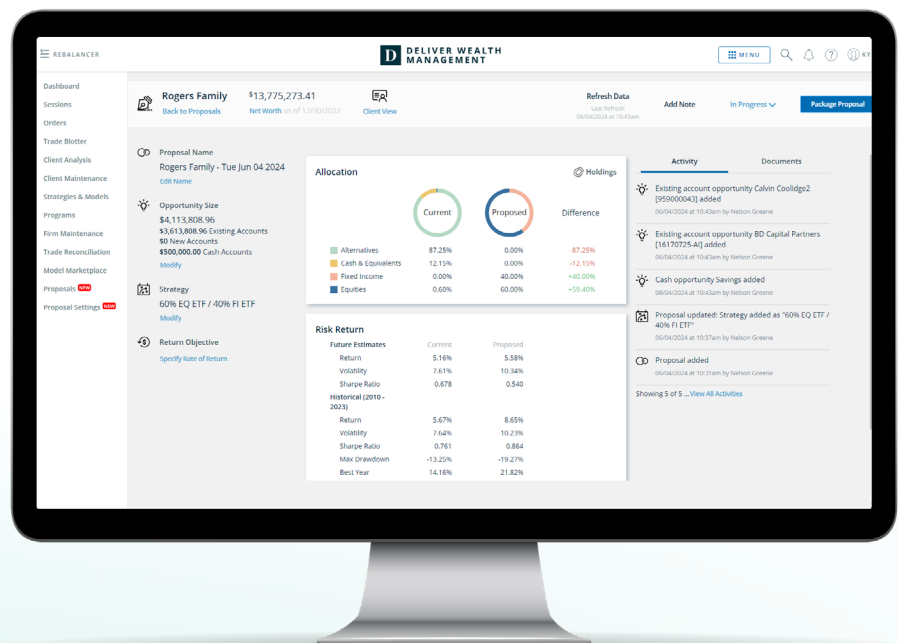 REBALANCER
D DELIVER WEALTH
MANAGEMENT
MENU
?
KY
Dashboard
Sessions
Orders
Trade Blotter
Client Analysis
Client Maintenance
Strategies & Models
Programs
Firm Maintenance
Trade Reconciliation
Model Marketplace
Proposals NEW
Proposal Settings NEW
Rogers Family
Back to Proposals
$13,775,273.41
Net Worth as of 12/30/2022
Client View
Refresh Data
Last Refresh
06/04/2024 at 10:43am
Add Note
In Progress
Package Proposal
Proposal Name
Rogers Family - Tue Jun 04 2024
Edit Name
Opportunity Size
$4,113,808.96
$3,613,808.96 Existing Accounts
$0 New Accounts
$500,000.00 Cash Accounts
Modify
Strategy
60% EQ ETF / 40% FI ETF
Modify
Return Objective
Specify Rate of Return
Allocation
Holdings
Current
Proposed
Difference
Alternatives 87.25% 0.00% -87.25%
Cash & Equivalents 12.15% 0.00% -12.15%
Fixed Income 0.00% 40.00% +40.00%
Equities 0.60% 60.00% +59.40%
Risk Return
Future Estimates Current Proposed
Return 5.16% 5.58%
Volatility 7.61% 10.34%
Sharpe Ratio 0.678 0.540
Historical (2010 -
2023)
Return 5.67% 8.65%
Volatility 7.64% 10.23%
Sharpe Ratio 0.761 0.864
Max Drawdown -13.25% -19.27%
Best Year 14.16% 21.82%
Activity
Documents
Existing account opportunity Calvin Coolidge2
[959000043] added
06/04/2024 at 10:43am by Nelson Greene
Existing account opportunity BD Capital Partners
[16170725-AI] added
06/04/2024 at 10:43am by Nelson Greene
Cash opportunity Savings added
06/04/2024 at 10:43am by Nelson Greene
Proposal updated: Strategy added as "60% EQ ETF /
40% FI ETF"
06/04/2024 at 10:37am by Nelson Greene
Proposal added
06/04/2024 at 10:31am by Nelson Greene
Showing 5 of 5 ... View All Activities